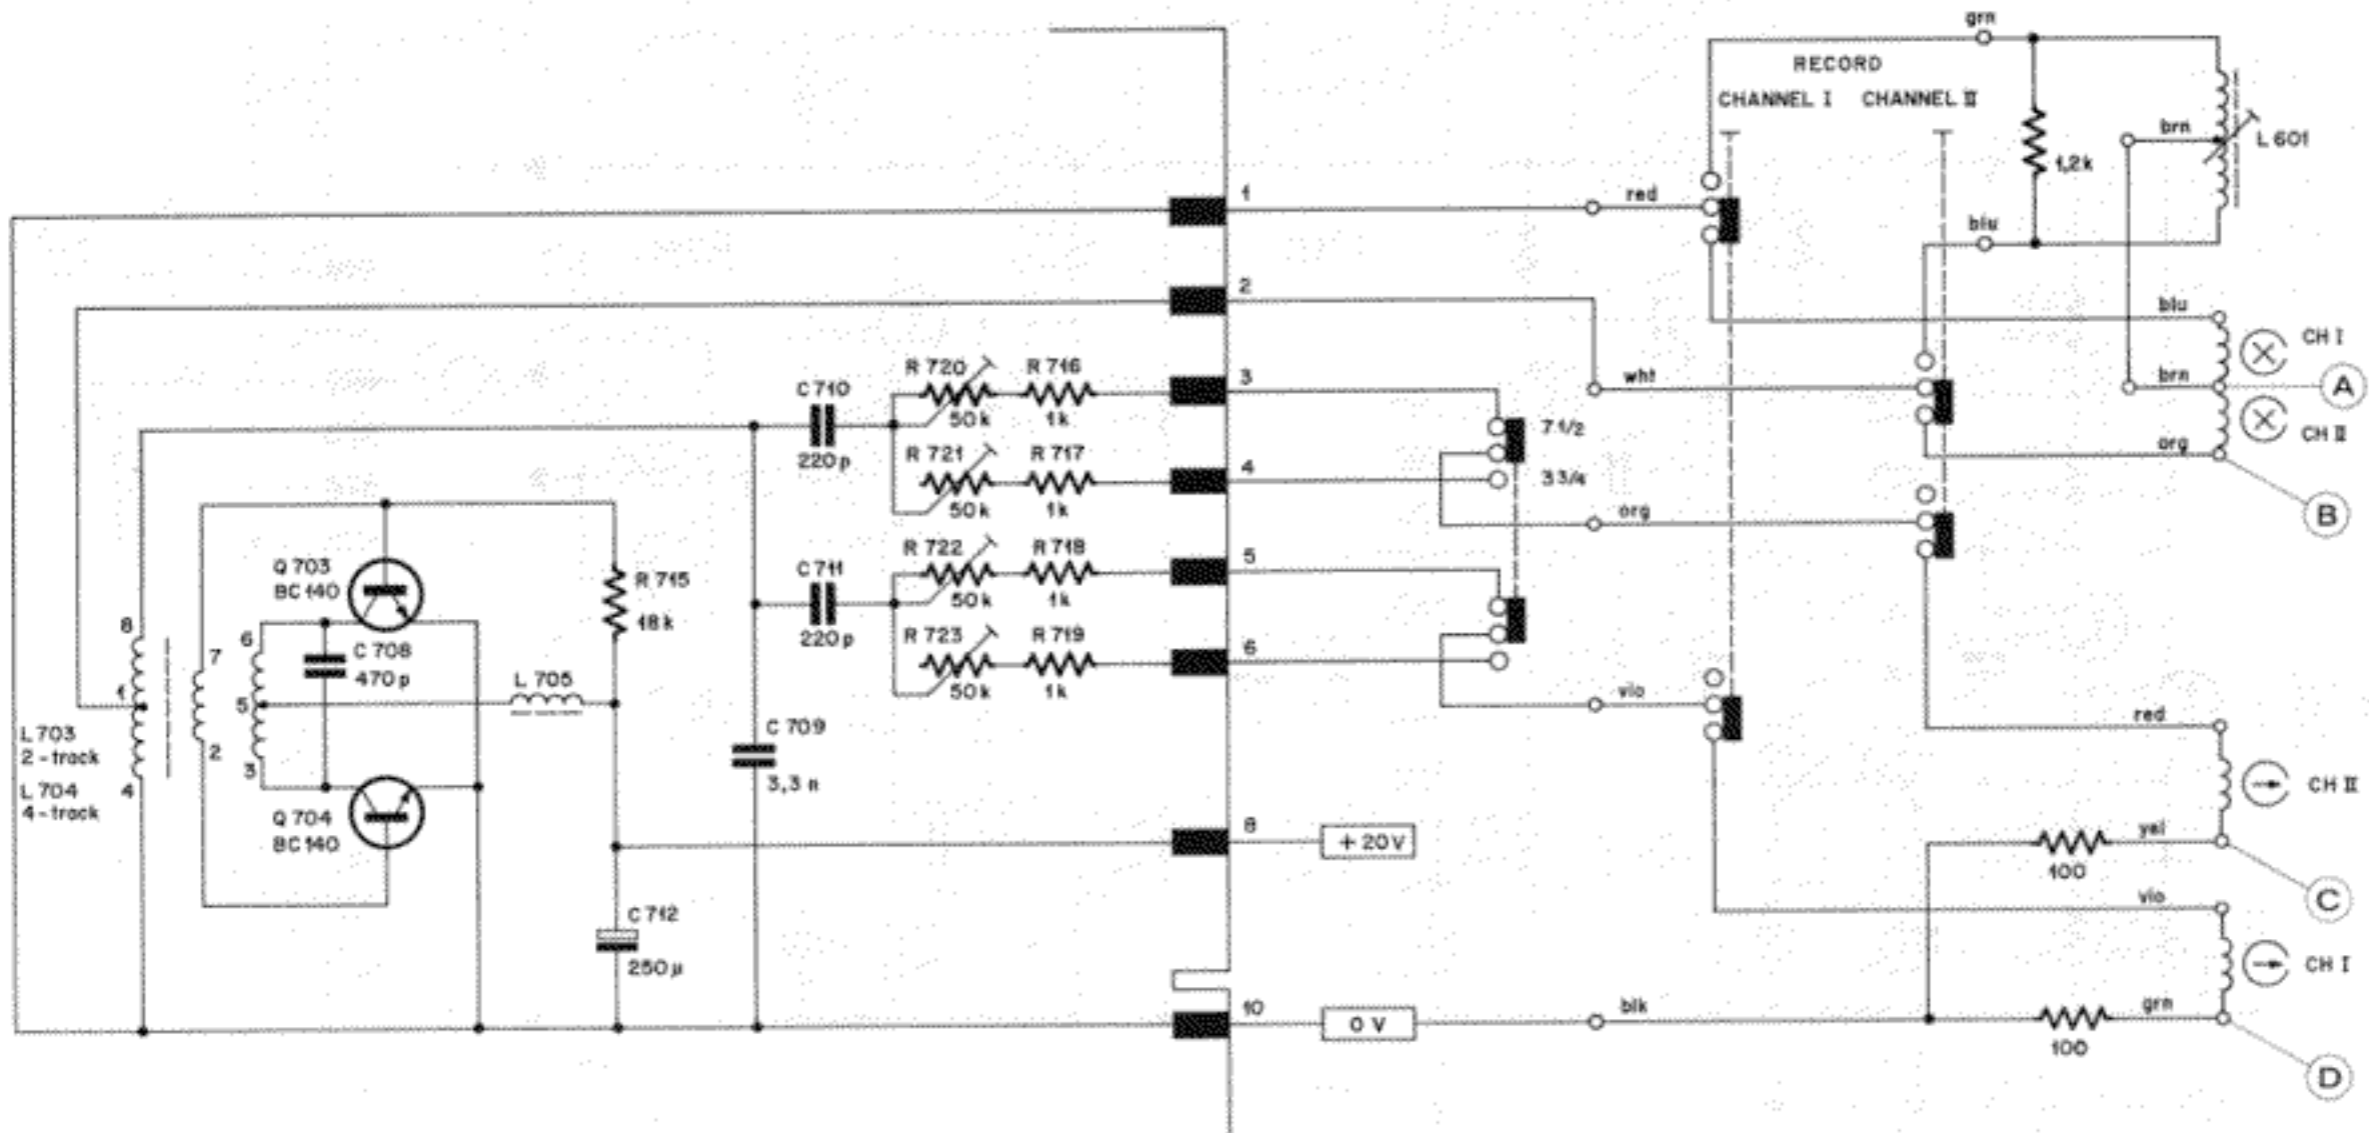 grn
RECORD
CHANNEL I CHANNEL II
brn
L 601
1,2k
1
red
blu
2
blu
CH I
R 720
R 716
3
wht
brn
A
C 710
50k
1k
7 1/2
CH II
220p
R 721
R 717
4
org
3 3/4
50k
1k
org
B
R 722
R 718
5
Q 703
BC 140
C 711
R 715
50k
1k
18k
220p
R 723
R 719
6
8
6
7
C 708
470p
L 705
50k
1k
vio
1
5
red
L 703
2-track
2
C 709
3
3,3n
L 704
4-track
4
CH II
Q 704
BC 140
8
+20V
yel
100
C
vio
C 712
250µ
CH I
10
0 V
blk
grn
100
D